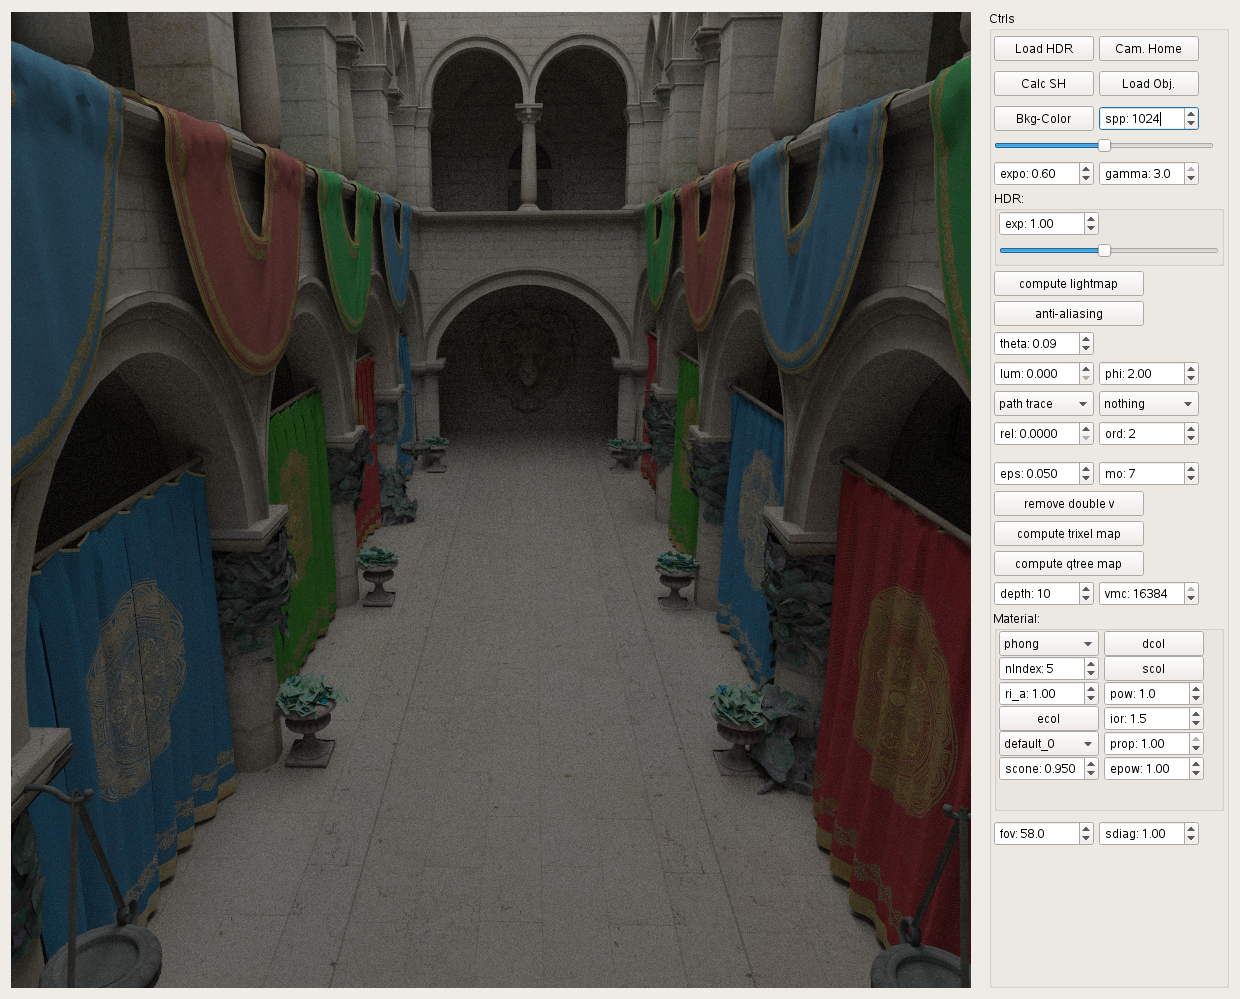 Ctrls
Load HDR Cam. Home
Calc SH Load Obj.
Bkg-Color spp: 1024
expo: 0.60 gamma: 3.0
HDR:
exp: 1.00
compute lightmap
anti-aliasing
theta: 0.09
lum: 0.000 phi: 2.00
path trace nothing
rel: 0.0000 ord: 2
eps: 0.050 mo: 7
remove double v
compute trixel map
compute qtree map
depth: 10 vmc: 16384
Material:
phong dcol
nIndex: 5 scol
ri_a: 1.00 pow: 1.0
ecol ior: 1.5
default_0 prop: 1.00
scone: 0.950 epow: 1.00
fov: 58.0 sdiag: 1.00